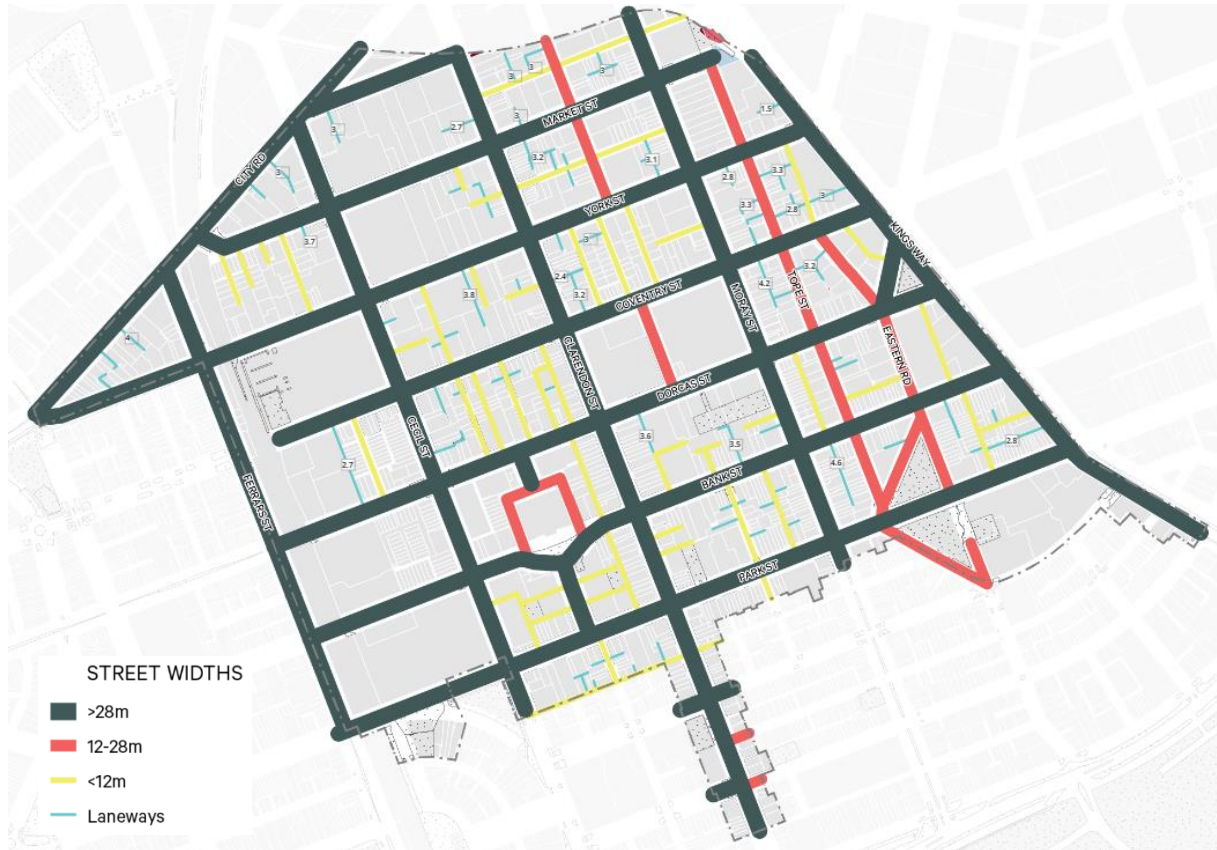 3
3
3
MARKET ST
3
2.7
3
1.5
3.2
3.1
CITY RD
3
2.8
3.3
3
YORK ST
3.3
2.8
3.7
3
KINGS WAY
2.4
3.2
3.8
COVENTRY ST
MORAY ST
4.2
3.2
TOPE ST
4
CLARENDON ST
EASTERN RD
DORCAS ST
CECIL ST
3.6
3.5
2.8
2.7
BANK ST
4.6
FERRARS ST
PARK ST
STREET WIDTHS
>28m
12-28m
<12m
Laneways